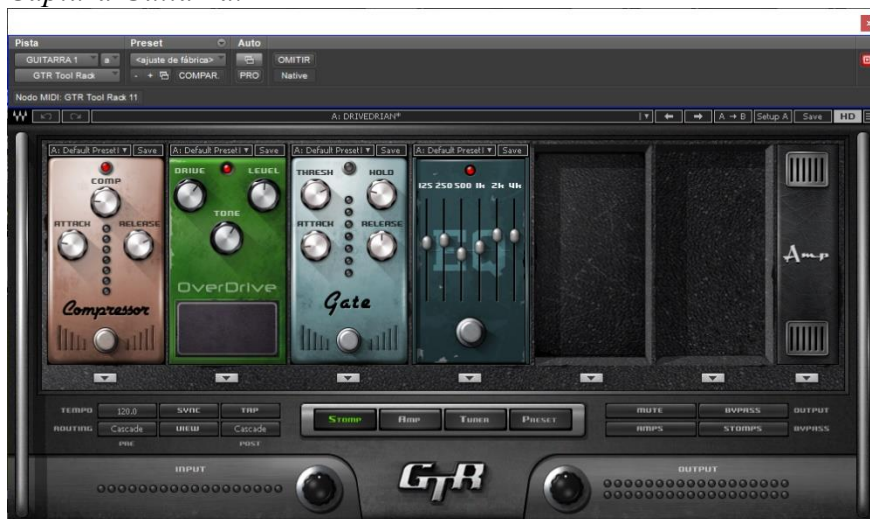 Pista Preset Auto
GUITARRA 1 a <ajuste de fábrica> OMITIR
GTR Tool Rack - + COMPAR. PRO Native
Nodo MIDI: GTR Tool Rack 11
A: DRIVEDRIAN* A → B Setup A Save HD
A: Default Preset Save A: Default Preset Save A: Default Preset Save A: Default Preset Save
COMP DRIVE LEVEL THRESH HOLD
125 250 500 1k 2k 4k
ATTACK RELEASE TONE ATTACK RELEASE
EQ
Amp
OverDrive
Compressor Gate
TEMPO 120.0 SYNC TAP MUTE BYPASS OUTPUT
Stomp Amp Tuner Preset
ROUTING Cascade VIEW Cascade AMPS STOMPS BYPASS
PRE POST
INPUT OUTPUT
GTR